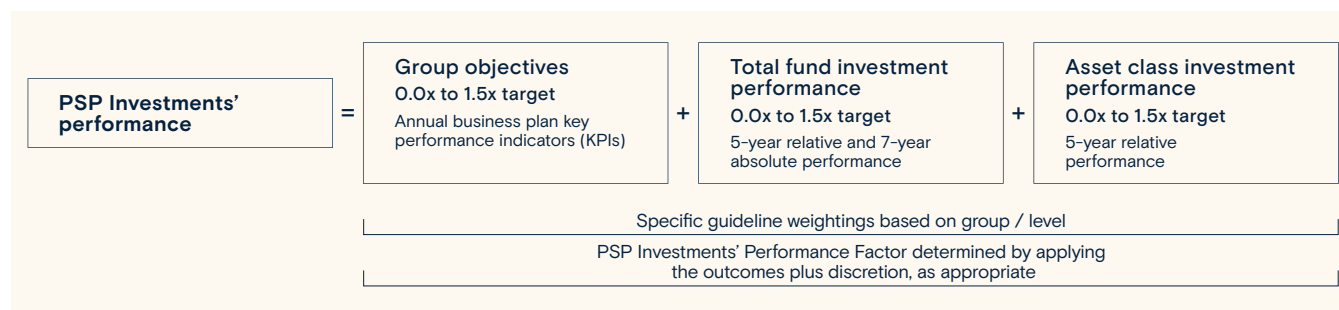 PSP Investments’
performance
=
Group objectives
0.0x to 1.5x target
Annual business plan key
performance indicators (KPIs)
+
Total fund investment
performance
0.0x to 1.5x target
5-year relative and 7-year
absolute performance
+
Asset class investment
performance
0.0x to 1.5x target
5-year relative
performance
Specific guideline weightings based on group / level
PSP Investments’ Performance Factor determined by applying
the outcomes plus discretion, as appropriate